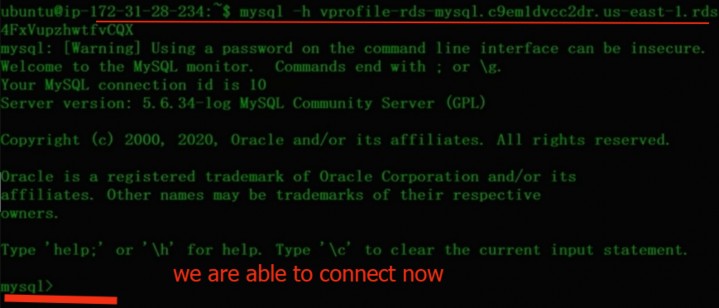 ubuntu@ip-172-31-28-234:~$ mysql -h vprofile-rds-mysql.c9em1dvcc2dr.us-east-1.rds
4FxVupzhwtfvCQX
mysql: [Warning] Using a password on the command line interface can be insecure.
Welcome to the MySQL monitor.  Commands end with ; or \g.
Your MySQL connection id is 10
Server version: 5.6.34-log MySQL Community Server (GPL)
Copyright (c) 2000, 2020, Oracle and/or its affiliates. All rights reserved.
Oracle is a registered trademark of Oracle Corporation and/or its
affiliates. Other names may be trademarks of their respective
owners.
Type 'help;' or '\h' for help. Type '\c' to clear the current input statement.
we are able to connect now
mysql>